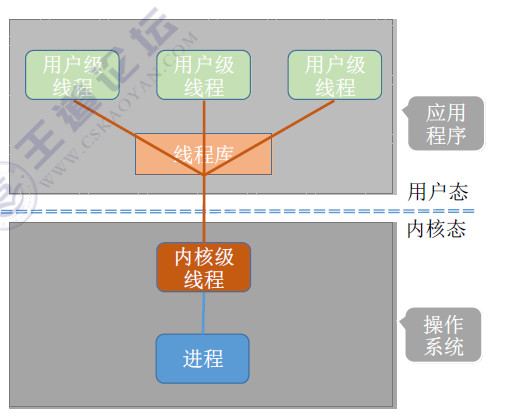 用户级
线程
用户级
线程
用户级
线程
线程库
应用
程序
用户态
内核态
内核级
线程
进程
操作
系统
王道论坛
WWW.CSKAOYAN.COM